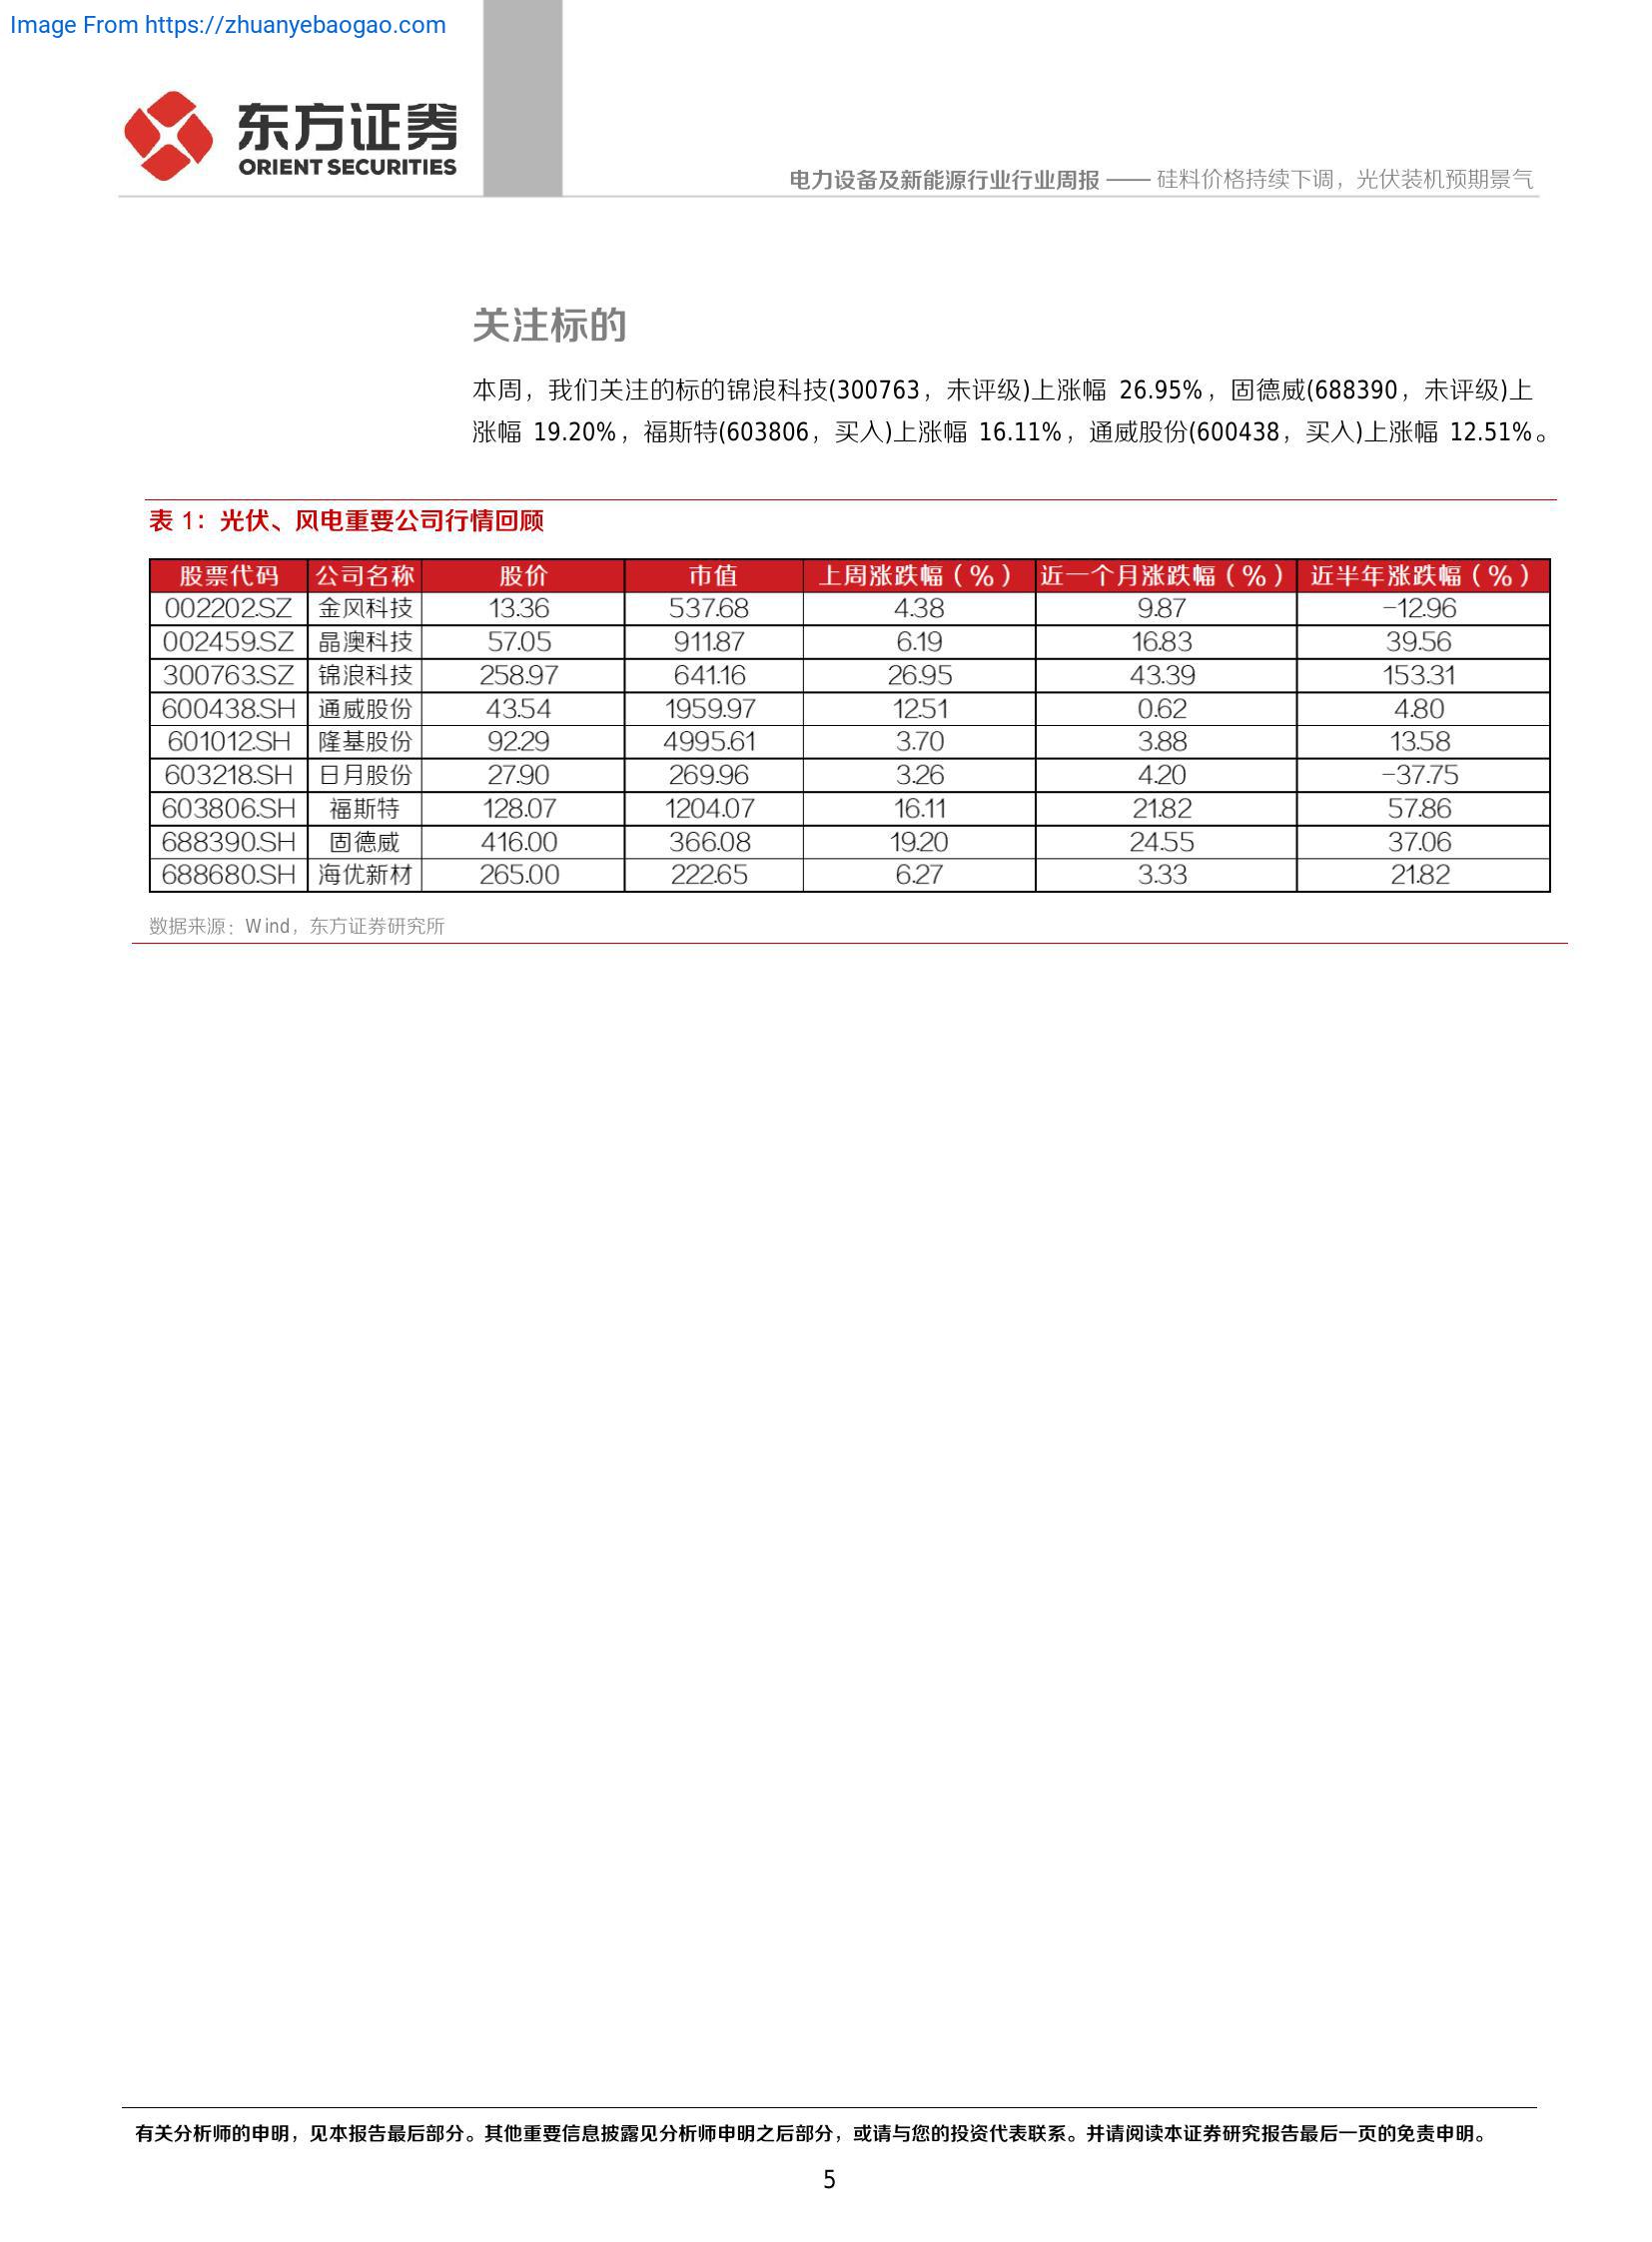 Image From https://zhuanyebaogao.com
东方证券
ORIENT SECURITIES
电力设备及新能源行业行业周报 —— 硅料价格持续下调，光伏装机预期景气
关注标的
本周，我们关注的标的锦浪科技(300763，未评级)上涨幅 26.95%，固德威(688390，未评级)上
涨幅 19.20%，福斯特(603806，买入)上涨幅 16.11%，通威股份(600438，买入)上涨幅 12.51%。
表 1：光伏、风电重要公司行情回顾
股票代码 公司名称 股价 市值 上周涨跌幅（%） 近一个月涨跌幅（%） 近半年涨跌幅（%）
002202.SZ 金风科技 13.36 537.68 4.38 9.87 -12.96
002459.SZ 晶澳科技 57.05 911.87 6.19 16.83 39.56
300763.SZ 锦浪科技 258.97 641.16 26.95 43.39 153.31
600438.SH 通威股份 43.54 1959.97 12.51 0.62 4.80
601012.SH 隆基股份 92.29 4995.61 3.70 3.88 13.58
603218.SH 日月股份 27.90 269.96 3.26 4.20 -37.75
603806.SH 福斯特 128.07 1204.07 16.11 21.82 57.86
688390.SH 固德威 416.00 366.08 19.20 24.55 37.06
688680.SH 海优新材 265.00 222.65 6.27 3.33 21.82
数据来源：Wind，东方证券研究所
有关分析师的申明，见本报告最后部分。其他重要信息披露见分析师申明之后部分，或请与您的投资代表联系。并请阅读本证券研究报告最后一页的免责申明。
5